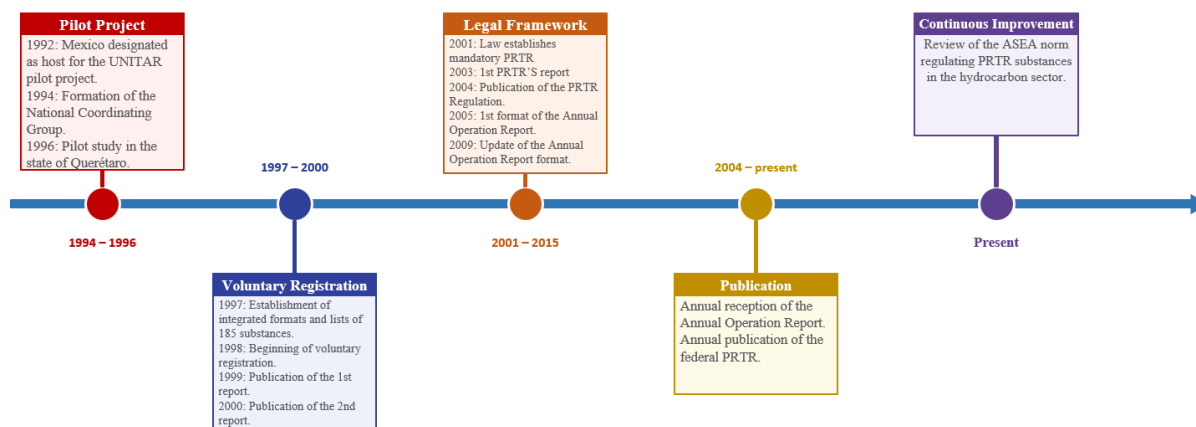 Pilot Project
1992: Mexico designated
as host for the UNITAR
pilot project.
1994: Formation of the
National Coordinating
Group.
1996: Pilot study in the
state of Querétaro.
1994 – 1996
1997 – 2000
Voluntary Registration
1997: Establishment of
integrated formats and lists of
185 substances.
1998: Beginning of voluntary
registration.
1999: Publication of the 1st
report.
2000: Publication of the 2nd
report.
Legal Framework
2001: Law establishes
mandatory PRTR
2003: 1st PRTR'S report
2004: Publication of the PRTR
Regulation.
2005: 1st format of the Annual
Operation Report.
2009: Update of the Annual
Operation Report format.
2001 – 2015
2004 – present
Publication
Annual reception of the
Annual Operation Report.
Annual publication of the
federal PRTR.
Continuous Improvement
Review of the ASEA norm
regulating PRTR substances
in the hydrocarbon sector.
Present